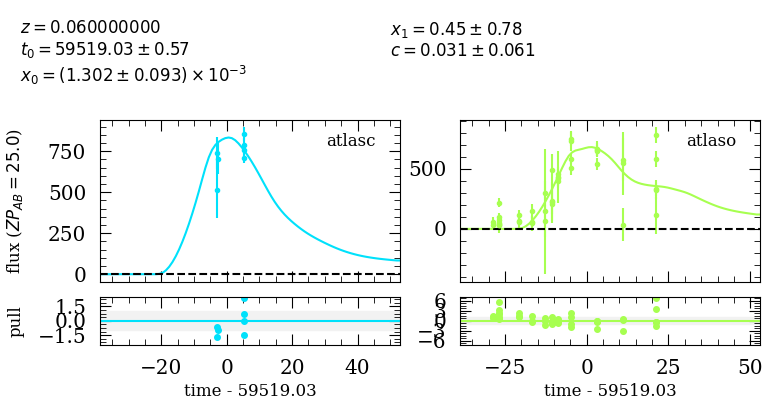 z = 0.060000000
t₀ = 59519.03 ± 0.57
x₀ = (1.302 ± 0.093) × 10⁻³
x₁ = 0.45 ± 0.78
c = 0.031 ± 0.061
atlasc
atlaso
flux (ZP_AB = 25.0)
750
500
250
0
500
0
pull
1.5
0.0
−1.5
6
3
0
−3
−6
−20 0 20 40
−25 0 25 50
time - 59519.03
time - 59519.03